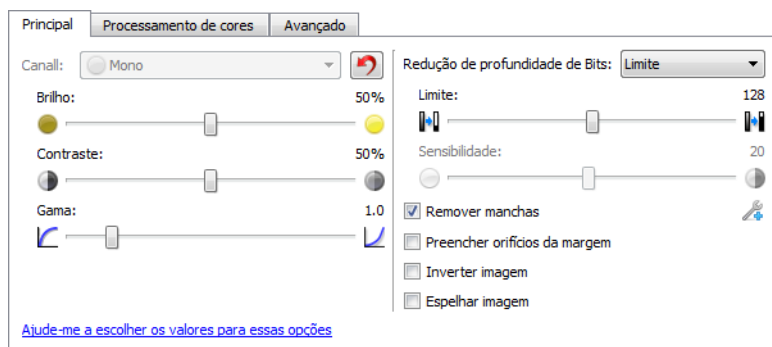 Principal
Processamento de cores
Avançado
Canall:
Mono
Brilho:
50%
Contraste:
50%
Gama:
1.0
Ajude-me a escolher os valores para essas opções
Redução de profundidade de Bits:
Limite
Limite:
128
Sensibilidade:
20
Remover manchas
Preencher orifícios da margem
Inverter imagem
Espelhar imagem